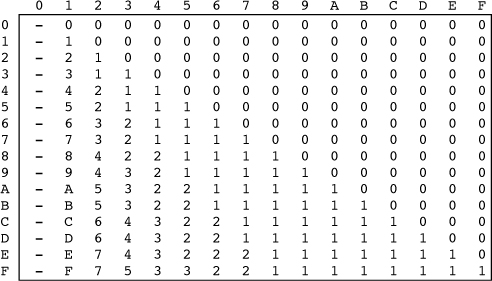 0 1 2 3 4 5 6 7 8 9 A B C D E F
0 - 0 0 0 0 0 0 0 0 0 0 0 0 0 0 0
1 - 1 0 0 0 0 0 0 0 0 0 0 0 0 0 0
2 - 2 1 0 0 0 0 0 0 0 0 0 0 0 0 0
3 - 3 1 1 0 0 0 0 0 0 0 0 0 0 0 0
4 - 4 2 1 1 0 0 0 0 0 0 0 0 0 0 0
5 - 5 2 1 1 1 0 0 0 0 0 0 0 0 0 0
6 - 6 3 2 1 1 1 0 0 0 0 0 0 0 0 0
7 - 7 3 2 1 1 1 1 0 0 0 0 0 0 0 0
8 - 8 4 2 2 1 1 1 1 0 0 0 0 0 0 0
9 - 9 4 3 2 1 1 1 1 1 0 0 0 0 0 0
A - A 5 3 2 2 1 1 1 1 1 0 0 0 0 0
B - B 5 3 2 2 1 1 1 1 1 1 0 0 0 0
C - C 6 4 3 2 2 1 1 1 1 1 1 0 0 0
D - D 6 4 3 2 2 1 1 1 1 1 1 1 0 0
E - E 7 4 3 2 2 2 1 1 1 1 1 1 1 0
F - F 7 5 3 3 2 2 1 1 1 1 1 1 1 1